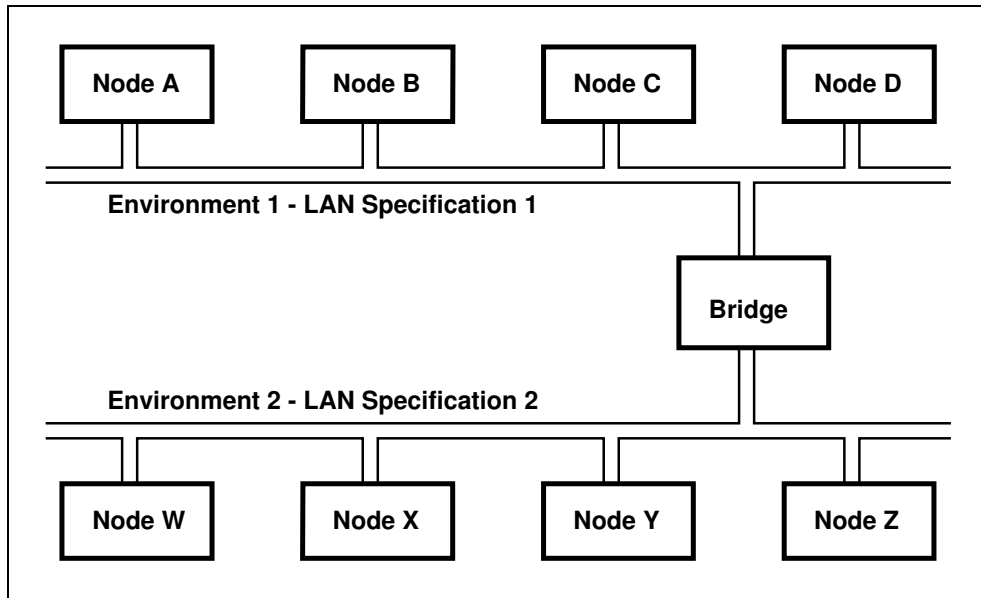 Node A
Node B
Node C
Node D
Environment 1 - LAN Specification 1
Bridge
Environment 2 - LAN Specification 2
Node W
Node X
Node Y
Node Z